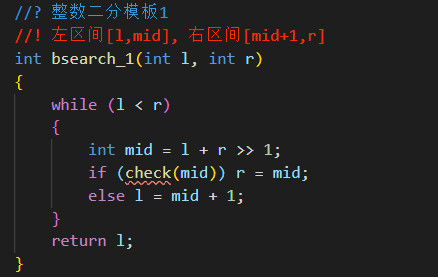 //? 整数二分模板1
//! 左区间[l,mid], 右区间[mid+1,r]
int bsearch_1(int l, int r)
{
    while (l < r)
    {
        int mid = l + r >> 1;
        if (check(mid)) r = mid;
        else l = mid + 1;
    }
    return l;
}